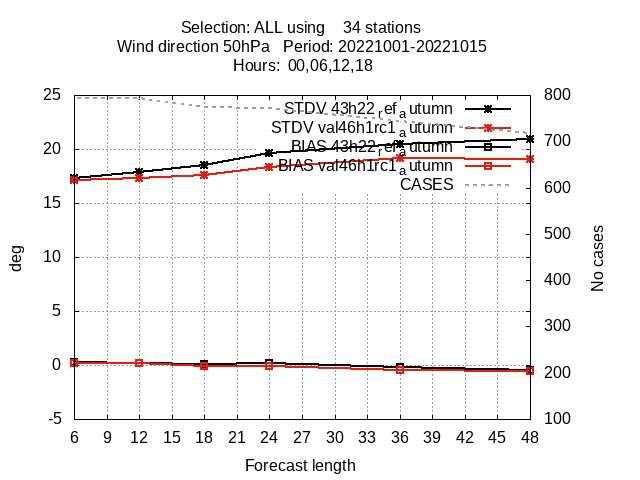 Selection: ALL using 34 stations
Wind direction 50hPa Period: 20221001-20221015
Hours: 00,06,12,18
25
20
15
10
5
0
-5
deg
800
700
600
500
400
300
200
100
No cases
STDV 43h22_ref_autumn
STDV val46h1rc1_autumn
BIAS 43h22_ref_autumn
BIAS val46h1rc1_autumn
CASES
6 9 12 15 18 21 24 27 30 33 36 39 42 45 48
Forecast length